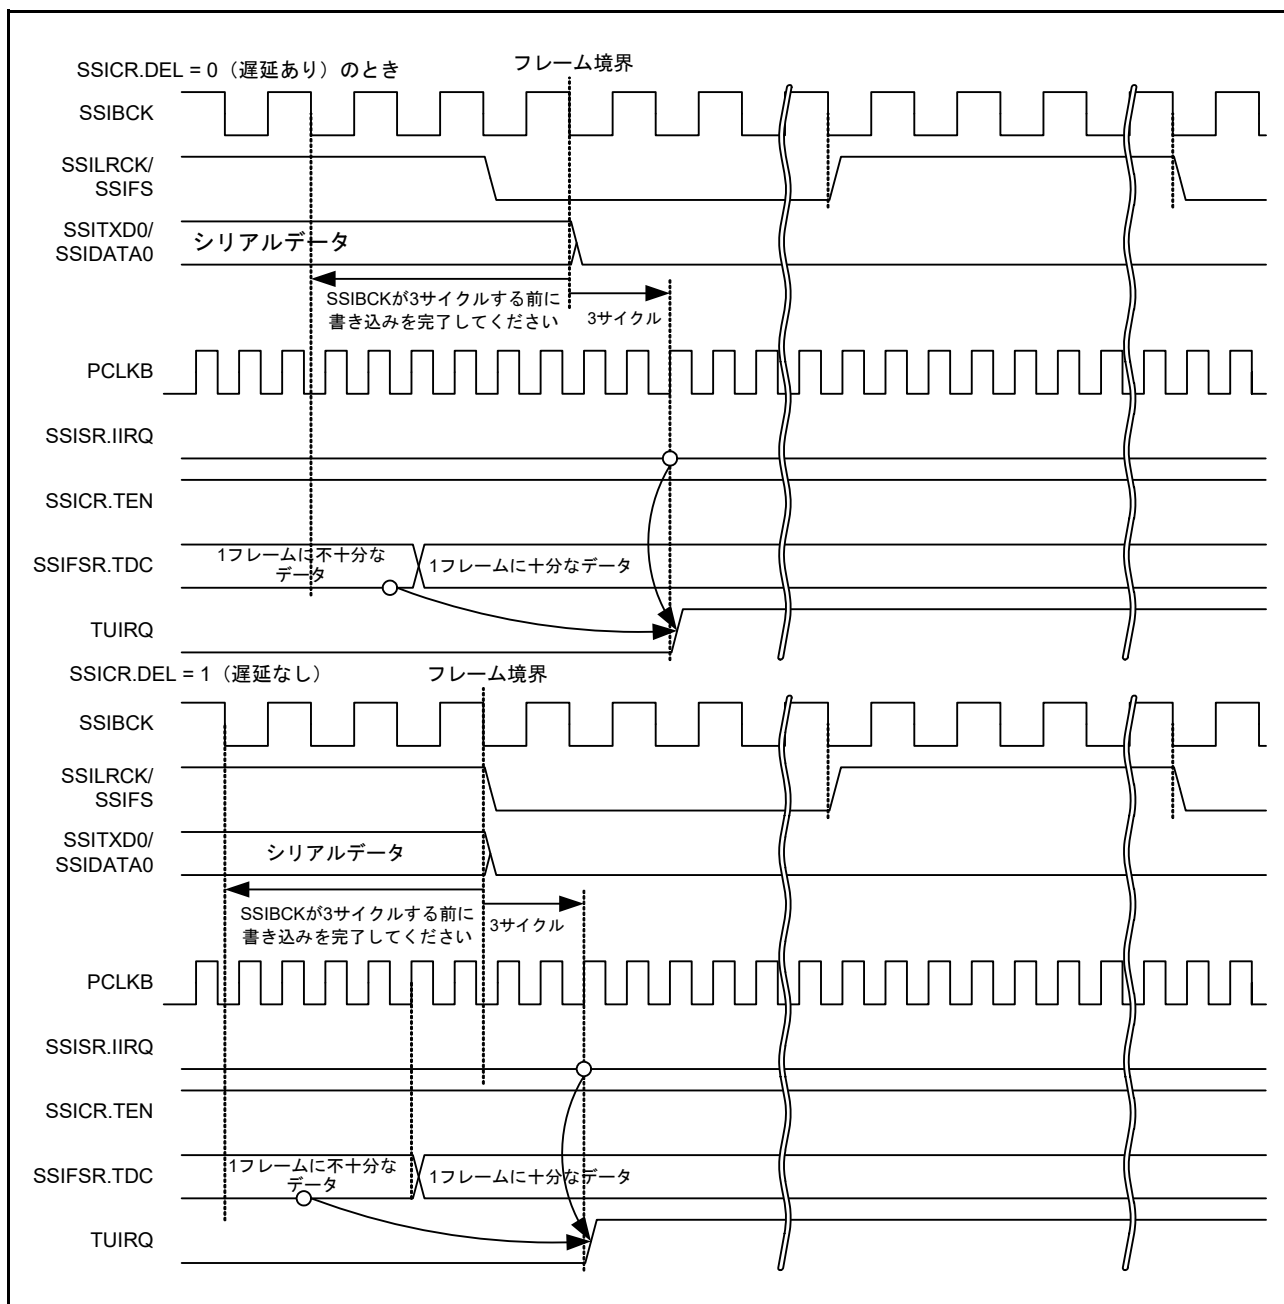 SSICR.DEL = 0（遅延あり）のとき
フレーム境界
SSIBCK
SSILRCK/
SSIFS
SSITXD0/
SSIDATA0
シリアルデータ
SSIBCKが3サイクルする前に
書き込みを完了してください
3サイクル
PCLKB
SSISR.IIRQ
SSICR.TEN
SSIFSR.TDC
1フレームに不十分な
データ
1フレームに十分なデータ
TUIRQ
SSICR.DEL = 1（遅延なし）
フレーム境界
SSIBCK
SSILRCK/
SSIFS
SSITXD0/
SSIDATA0
シリアルデータ
SSIBCKが3サイクルする前に
書き込みを完了してください
3サイクル
PCLKB
SSISR.IIRQ
SSICR.TEN
SSIFSR.TDC
1フレームに不十分な
データ
1フレームに十分なデータ
TUIRQ